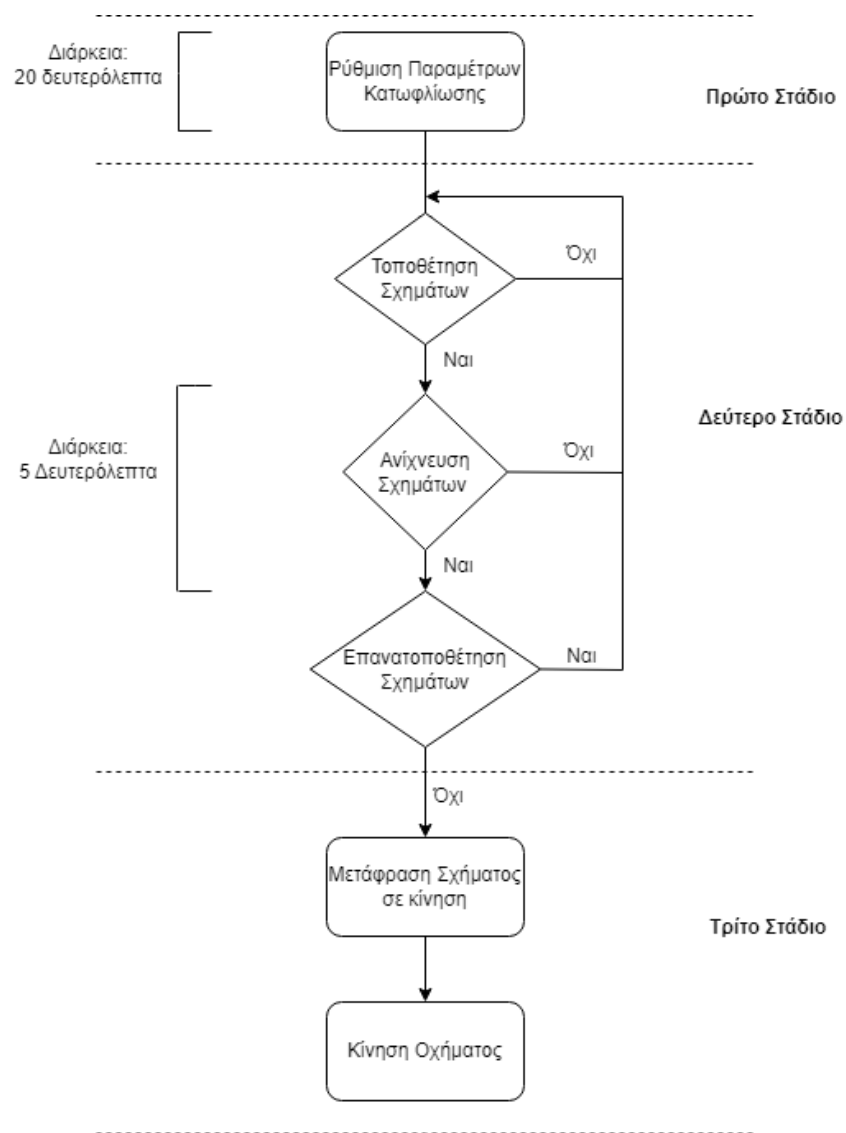 Διάρκεια:
20 δευτερόλεπτα
Ρύθμιση Παραμέτρων
Κατωφλίωσης
Πρώτο Στάδιο
Τοποθέτηση
Σχημάτων
Όχι
Ναι
Δεύτερο Στάδιο
Διάρκεια:
5 Δευτερόλεπτα
Ανίχνευση
Σχημάτων
Όχι
Ναι
Επανατοποθέτηση
Σχημάτων
Ναι
Όχι
Μετάφραση Σχήματος
σε κίνηση
Τρίτο Στάδιο
Κίνηση Οχήματος